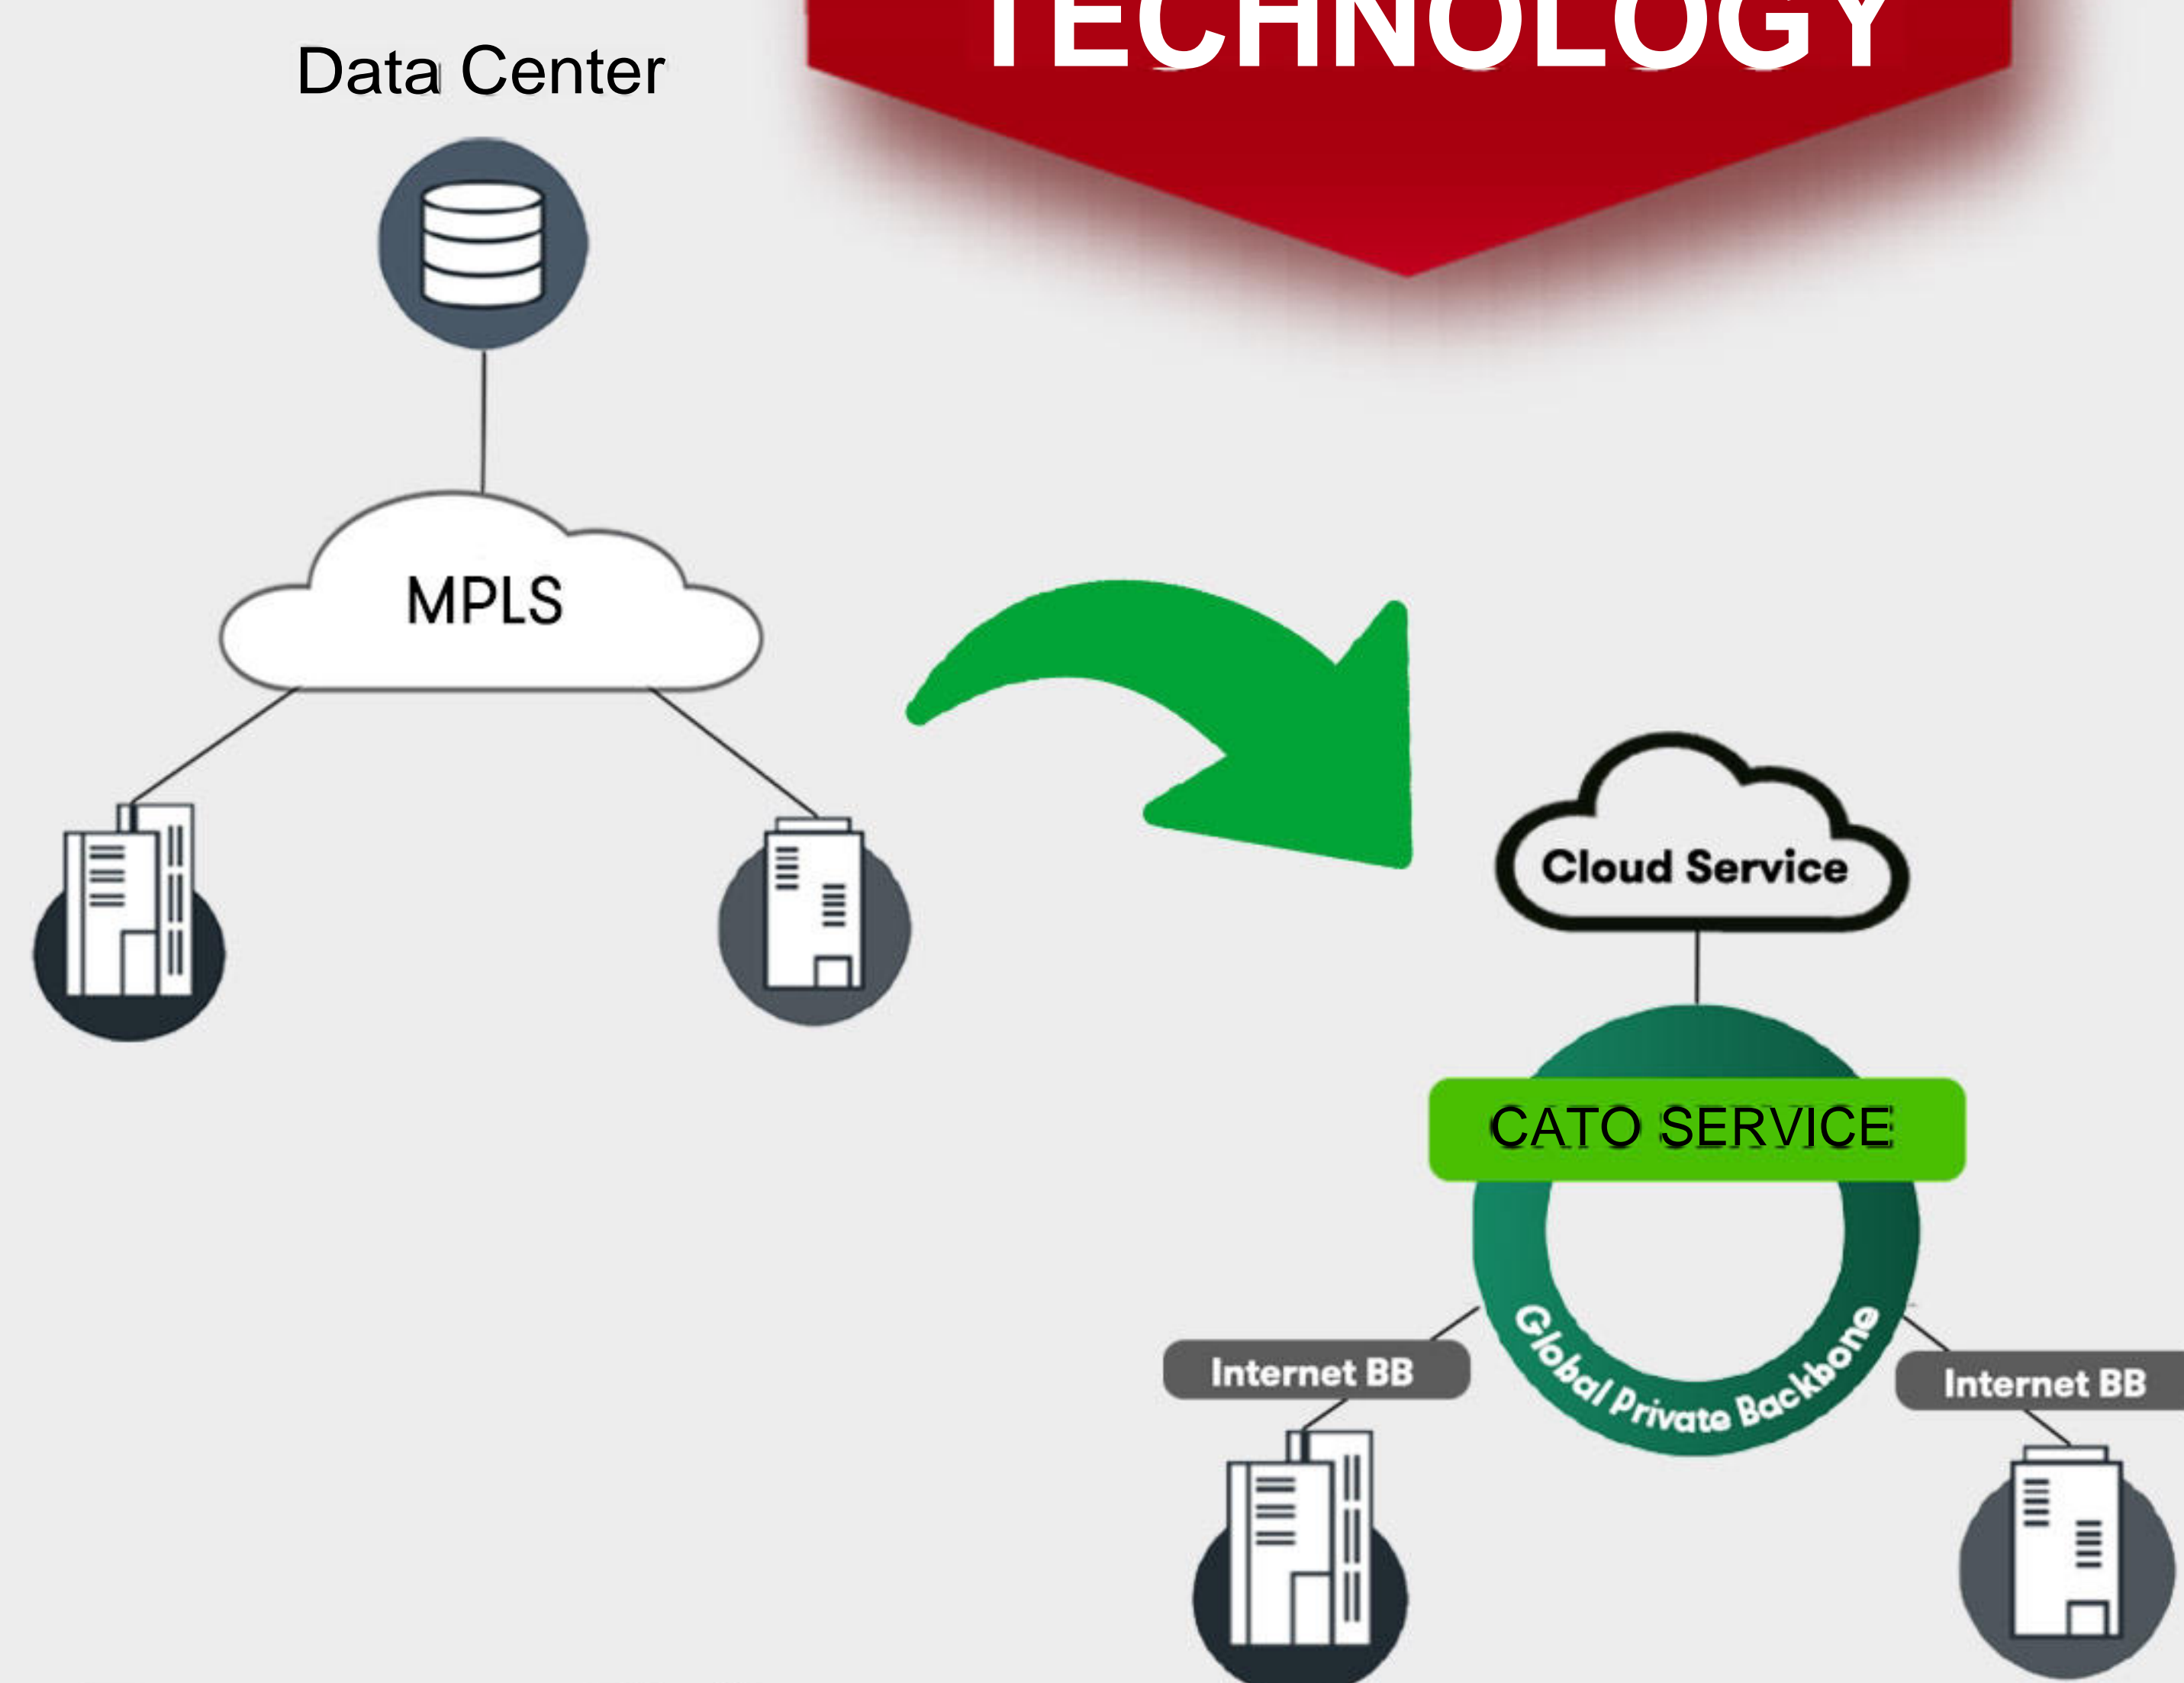 TECHNOLOGY
Data Center
MPLS
Cloud Service
CATO SERVICE
Global Private Backbone
Internet BB
Internet BB